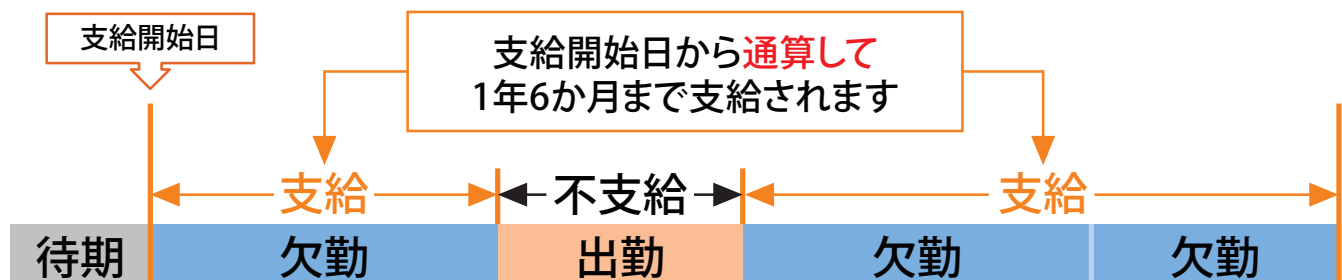 支給開始日
支給開始日から通算して
1年6か月まで支給されます
支給 不支給 支給
待期 欠勤 出勤 欠勤 欠勤